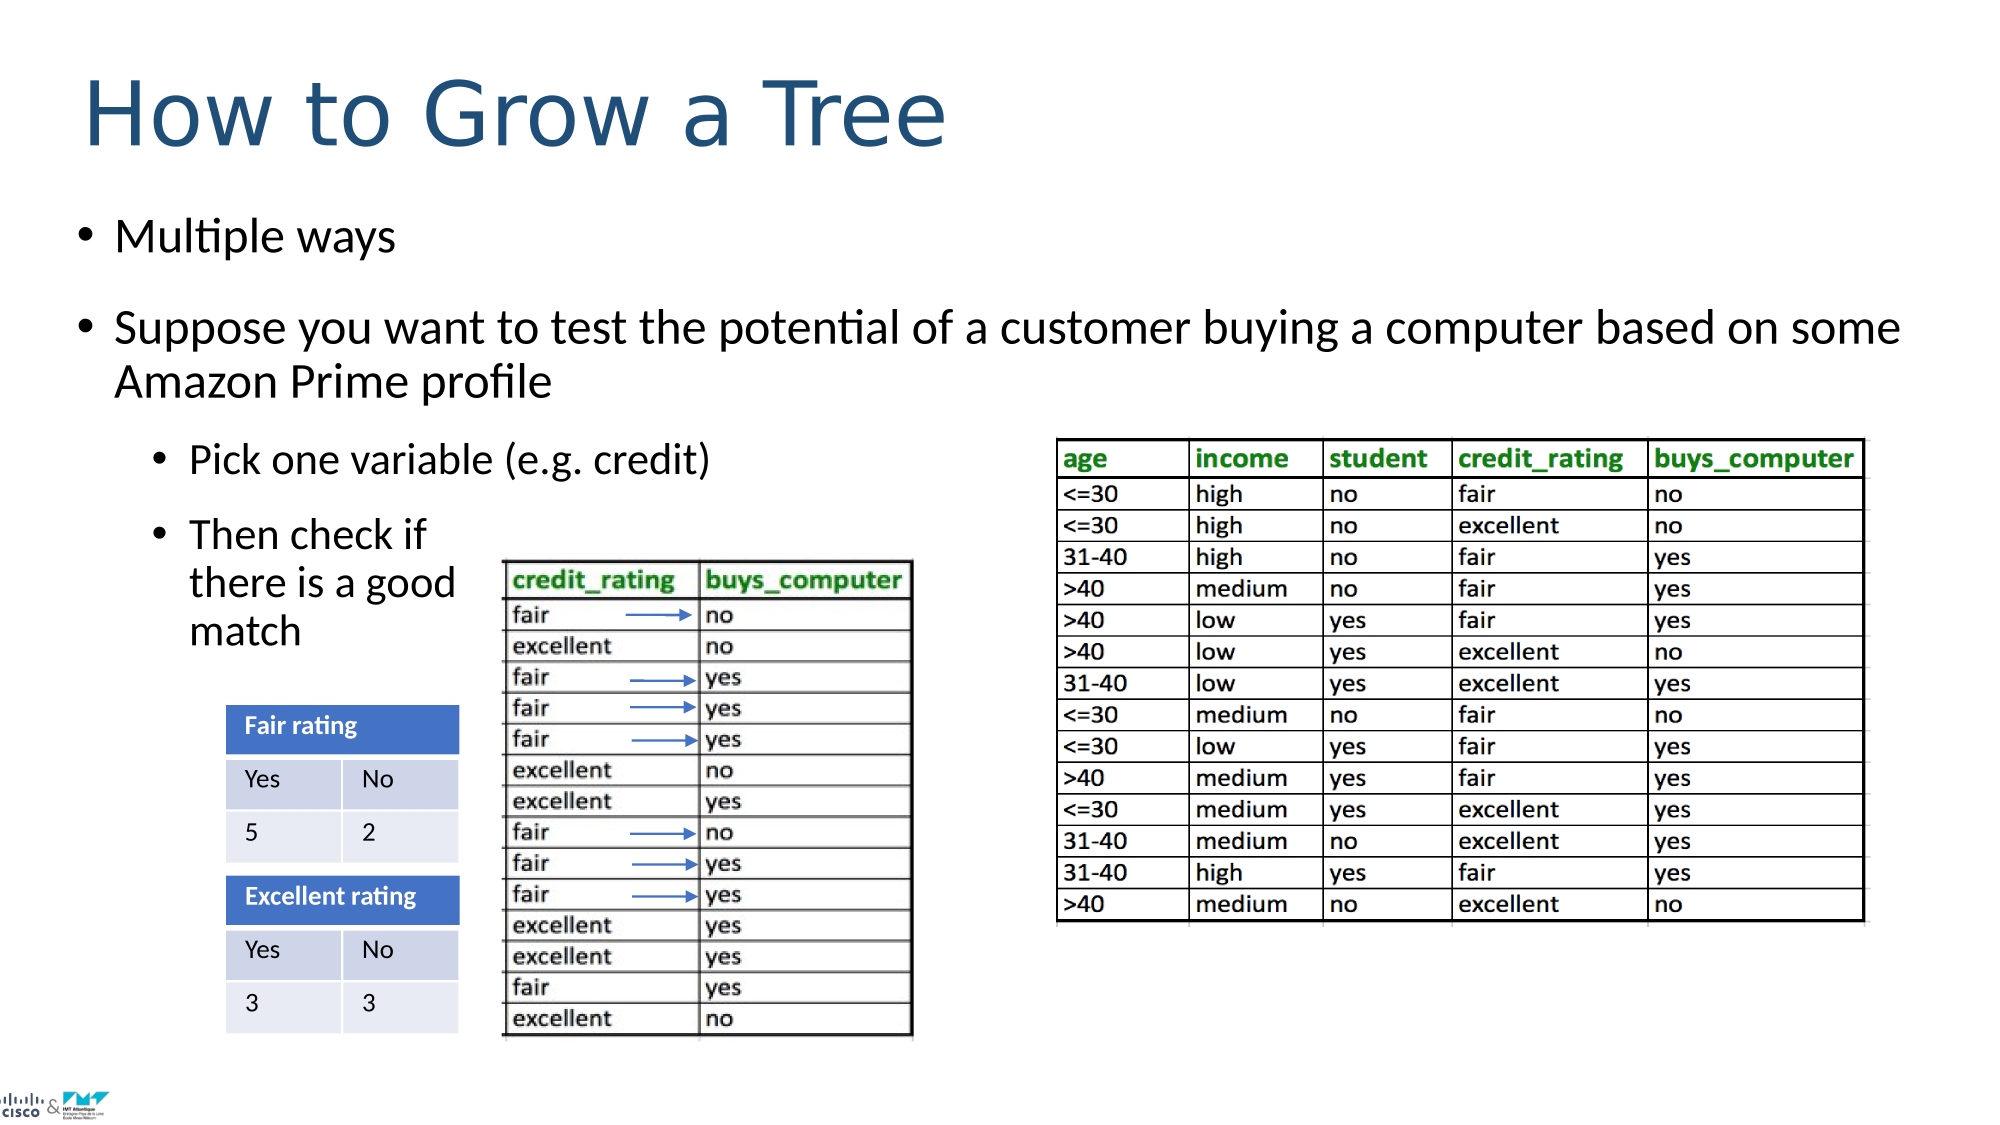 How to Grow a Tree
• Multiple ways
• Suppose you want to test the potential of a customer buying a computer based on some
Amazon Prime profile
• Pick one variable (e.g. credit)
• Then check if
there is a good
match
Fair rating
Yes No
5 2
Excellent rating
Yes No
3 3
credit_rating buys_computer
fair no
excellent no
fair yes
fair yes
fair yes
excellent no
excellent yes
fair no
fair yes
fair yes
excellent yes
excellent yes
fair yes
excellent no
age income student credit_rating buys_computer
<=30 high no fair no
<=30 high no excellent no
31-40 high no fair yes
>40 medium no fair yes
>40 low yes fair yes
>40 low yes excellent no
31-40 low yes excellent yes
<=30 medium no fair no
<=30 low yes fair yes
>40 medium yes fair yes
<=30 medium yes excellent yes
31-40 medium no excellent yes
31-40 high yes fair yes
>40 medium no excellent no
CISCO &
IMT Atlantique